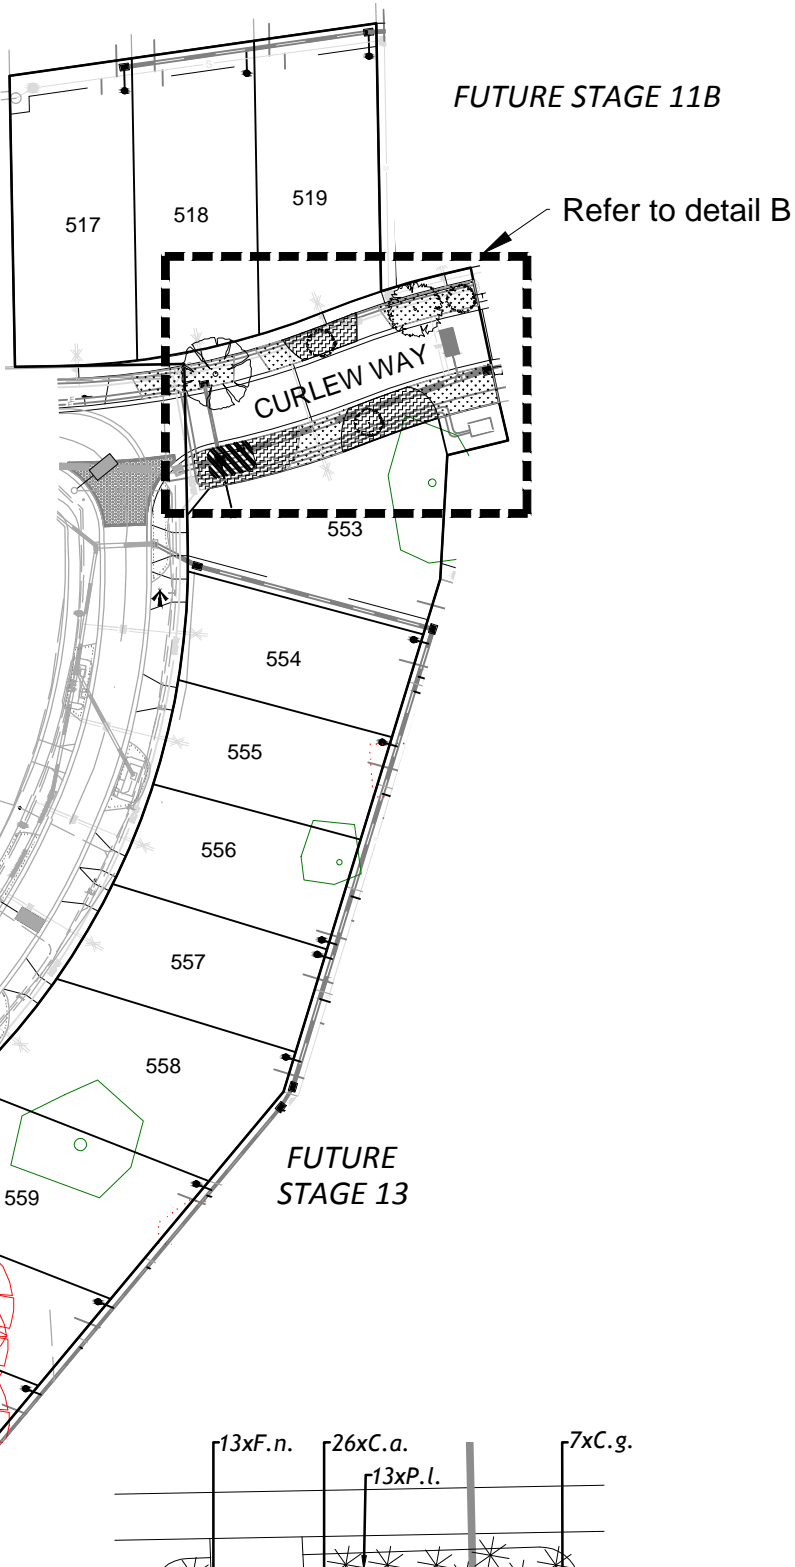 FUTURE STAGE 11B
Refer to detail B
517
518
519
CURLEW WAY
553
554
555
556
557
558
FUTURE
STAGE 13
559
13xF.n.
26xC.a.
7xC.g.
13xP.l.